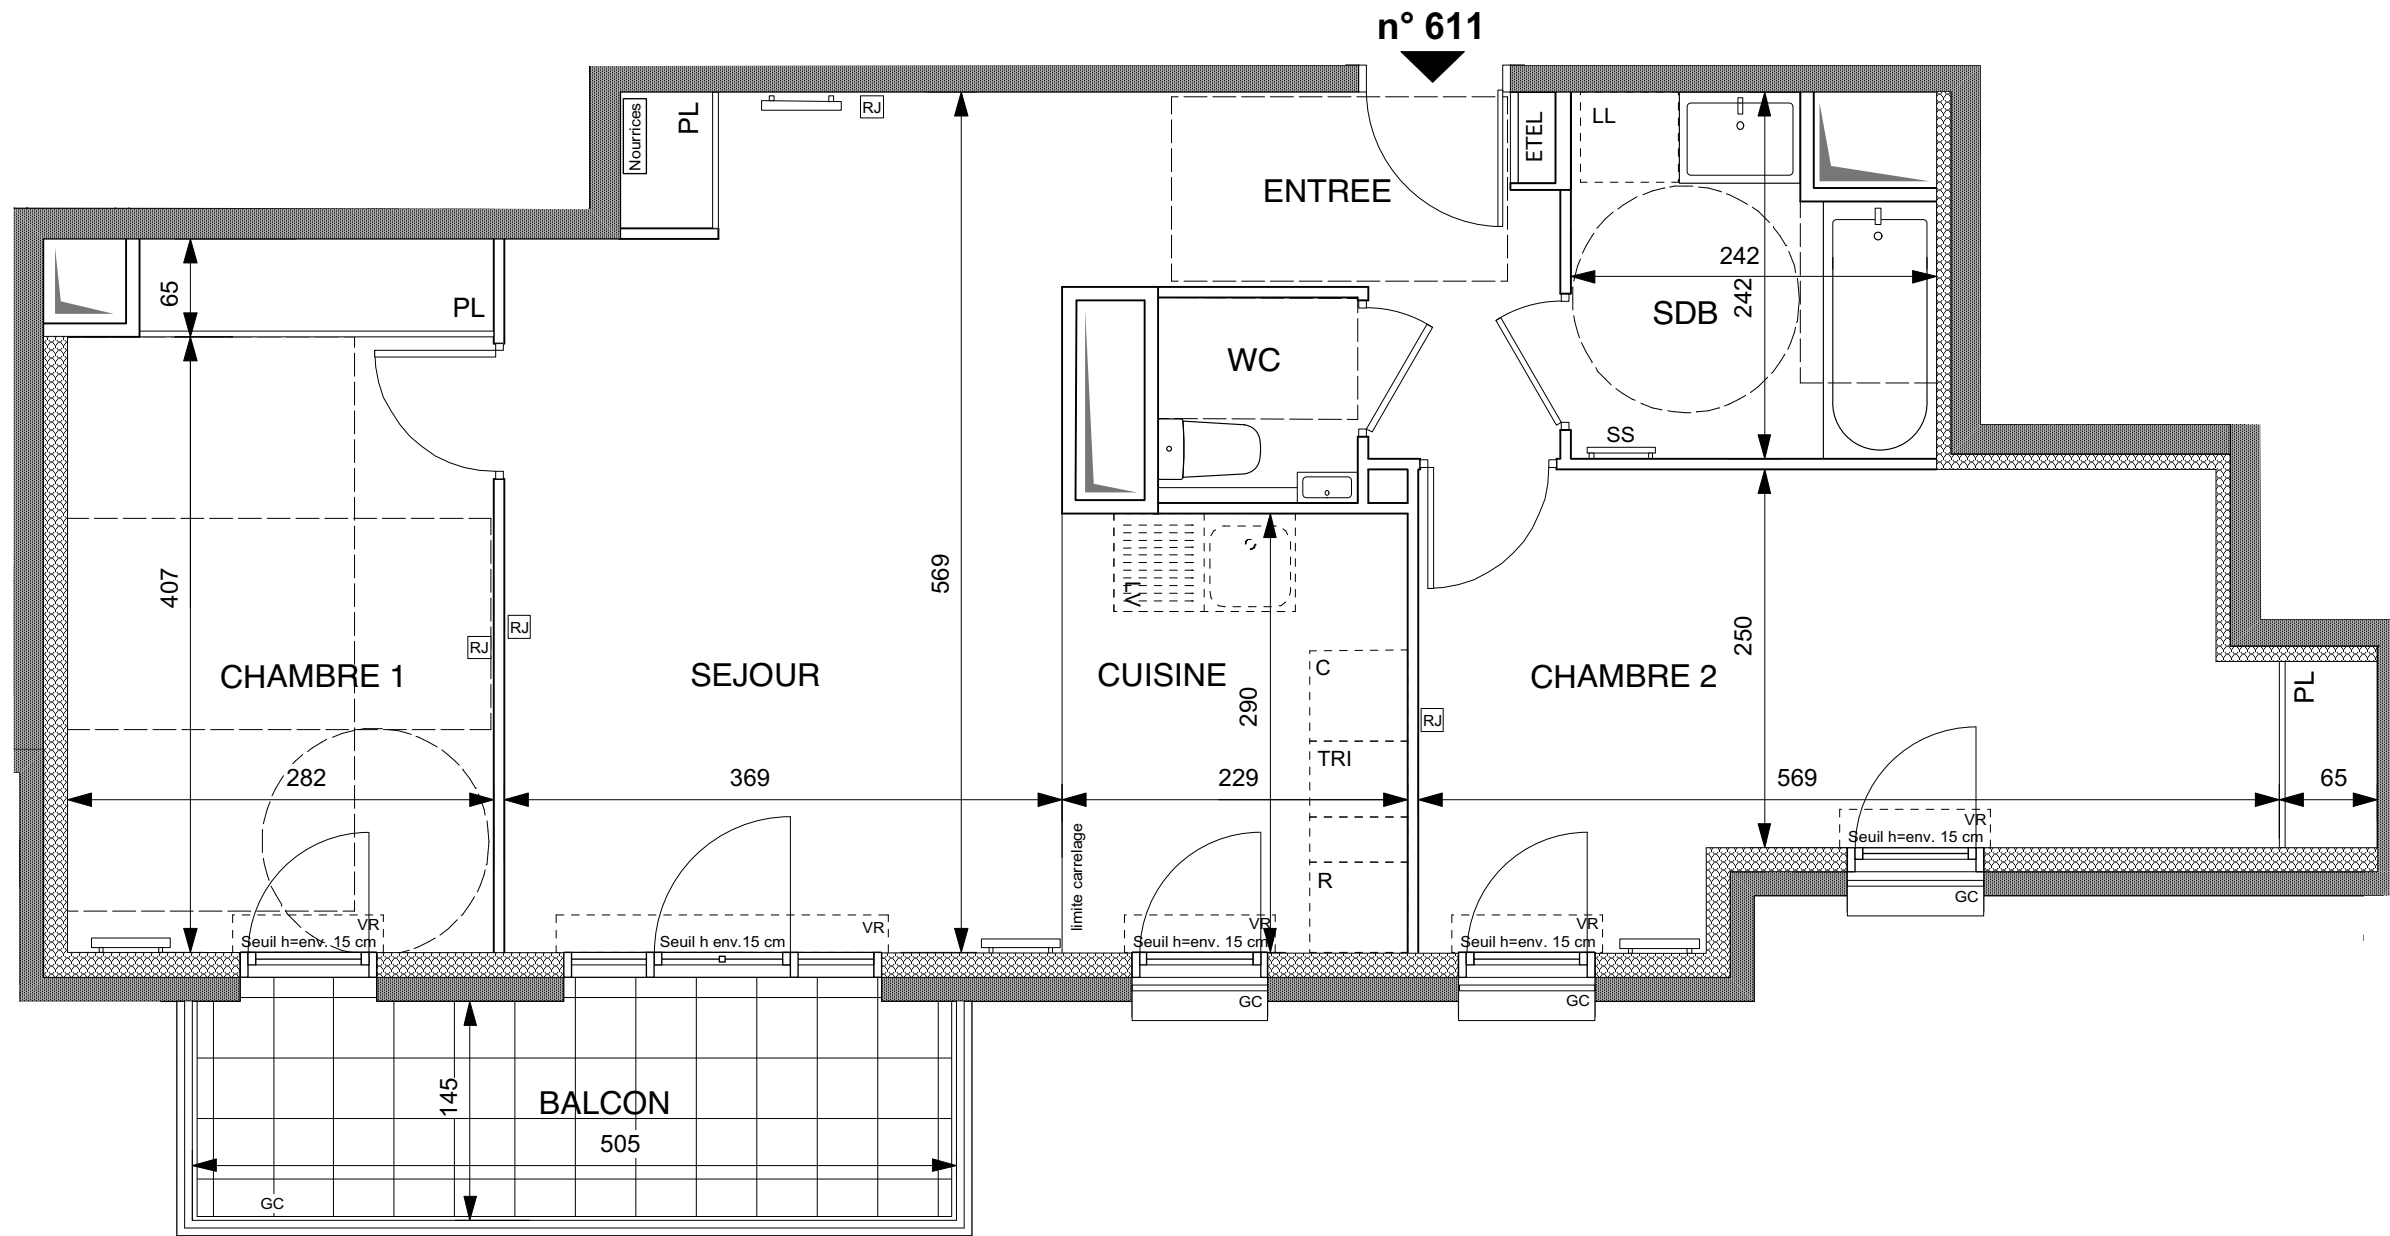 n° 611
Nourrices
PL
RJ
ENTREE
ETEL
LL
242
242
SDB
65
PL
WC
SS
407
569
LV
RJ
RJ
CHAMBRE 1
SEJOUR
CUISINE
290
C
TRI
R
RJ
CHAMBRE 2
250
PL
282
369
229
569
65
limite carrelage
VR
Seuil h=env. 15 cm
VR
Seuil h env.15 cm
VR
Seuil h=env. 15 cm
VR
Seuil h=env. 15 cm
VR
Seuil h=env. 15 cm
GC
GC
GC
145
BALCON
505
GC